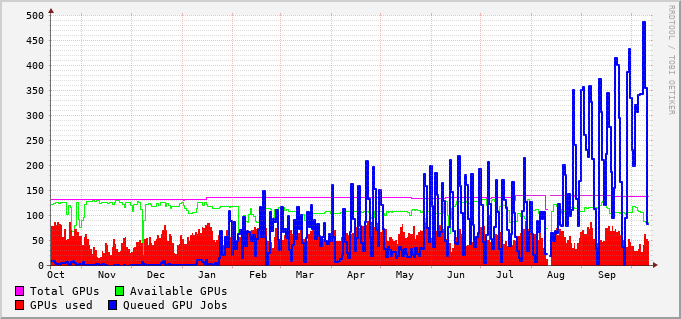 500
450
400
350
300
250
200
150
100
50
0
Oct Nov Dec Jan Feb Mar Apr May Jun Jul Aug Sep
Total GPUs Available GPUs
GPUs used Queued GPU Jobs
RRDTOOL / TOBI OETIKER